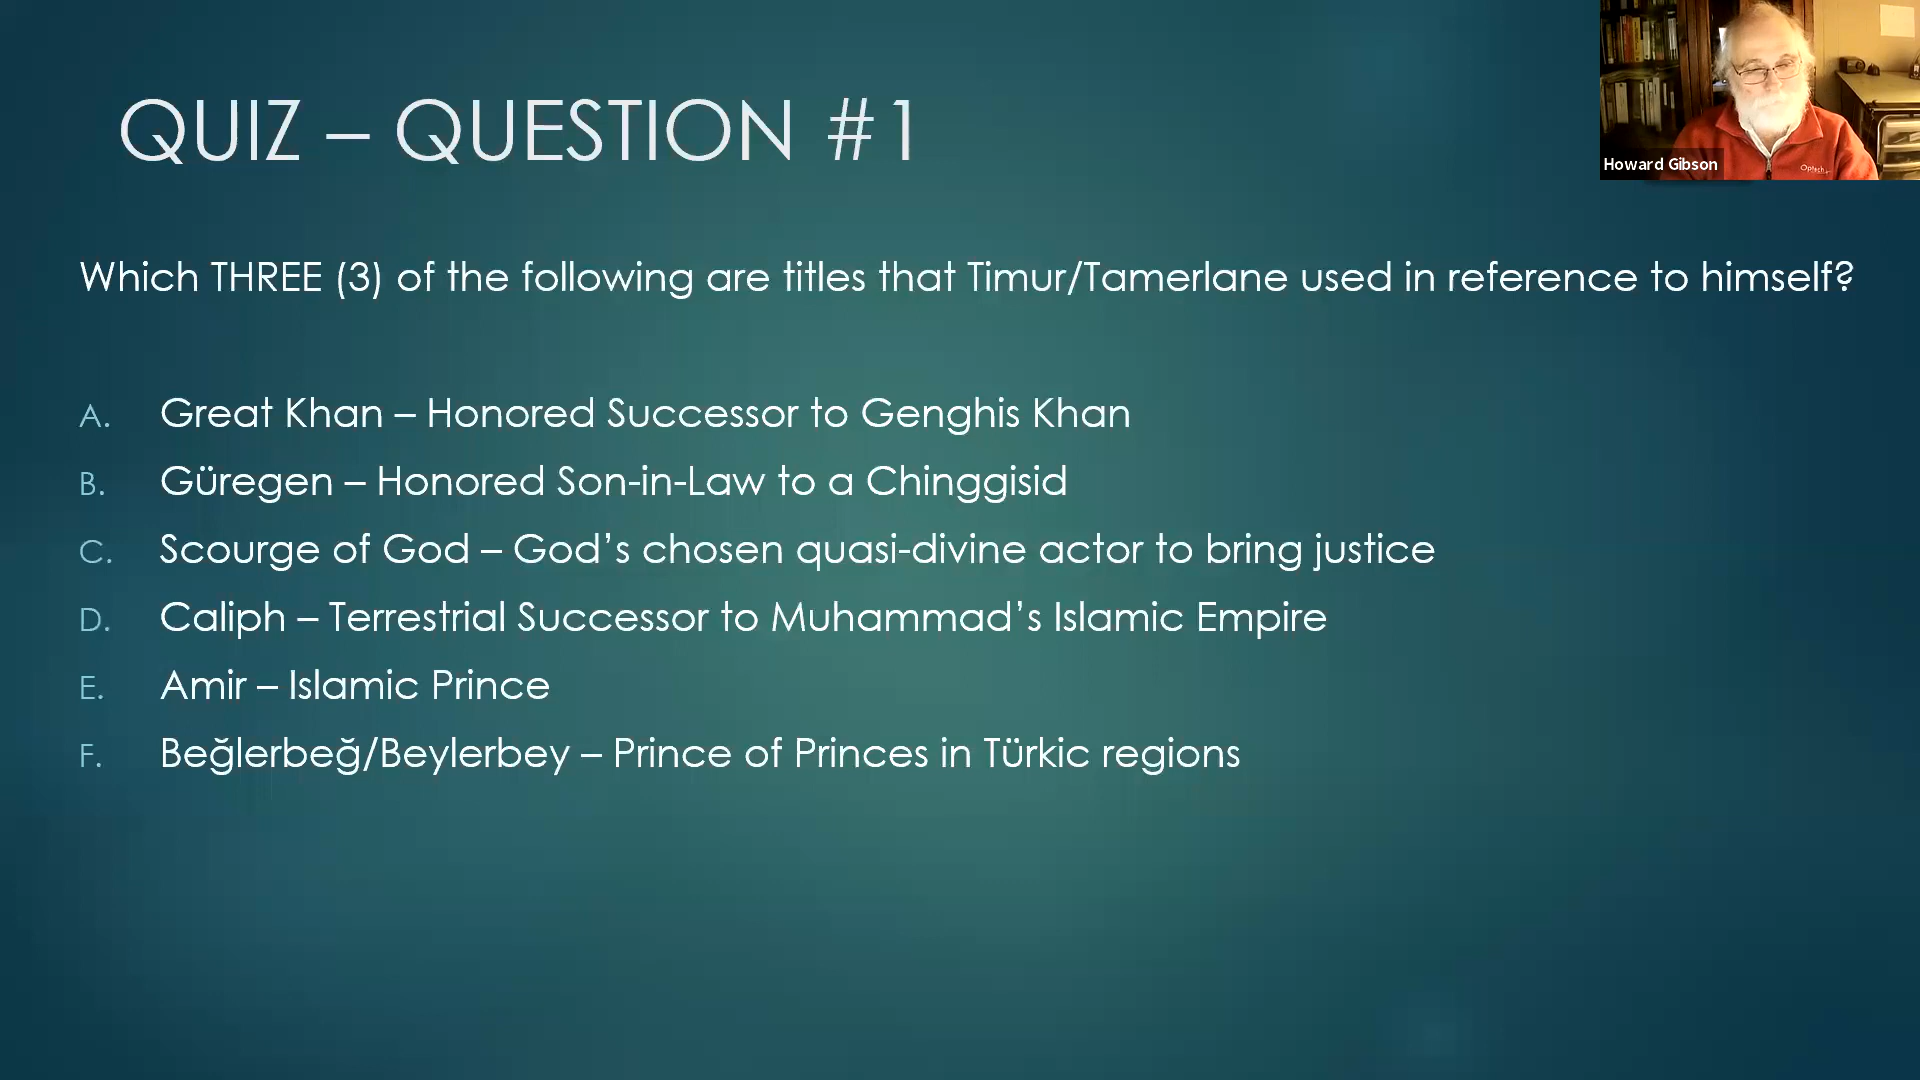 QUIZ – QUESTION #1
Howard Gibson
Optech
Which THREE (3) of the following are titles that Timur/Tamerlane used in reference to himself?
A. Great Khan – Honored Successor to Genghis Khan
B. Güregen – Honored Son-in-Law to a Chinggisid
C. Scourge of God – God’s chosen quasi-divine actor to bring justice
D. Caliph – Terrestrial Successor to Muhammad’s Islamic Empire
E. Amir – Islamic Prince
F. Beğlerbeğ/Beylerbey – Prince of Princes in Türkic regions